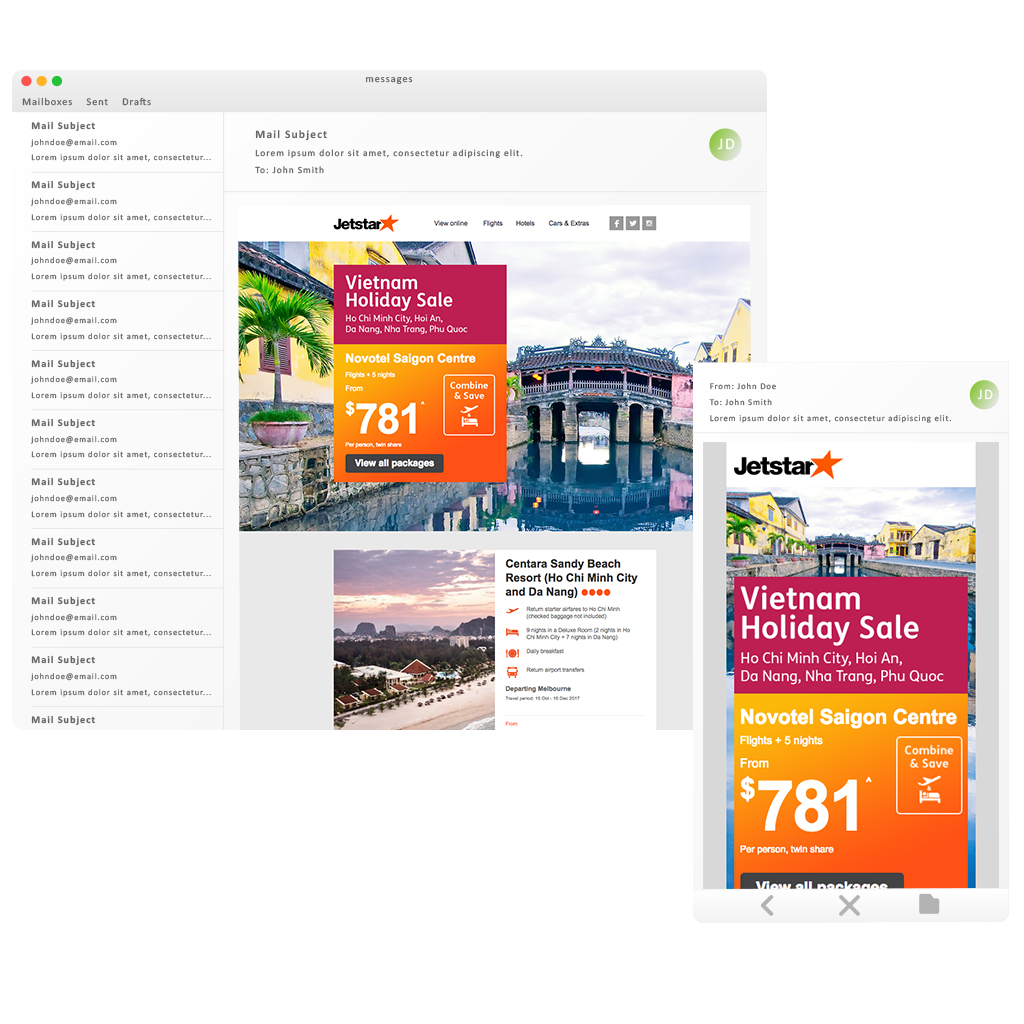 messages
Mailboxes Sent Drafts
Mail Subject
johndoe@email.com
Lorem ipsum dolor sit amet, consectetur...
Mail Subject
johndoe@email.com
Lorem ipsum dolor sit amet, consectetur...
Mail Subject
johndoe@email.com
Lorem ipsum dolor sit amet, consectetur...
Mail Subject
johndoe@email.com
Lorem ipsum dolor sit amet, consectetur...
Mail Subject
johndoe@email.com
Lorem ipsum dolor sit amet, consectetur...
Mail Subject
johndoe@email.com
Lorem ipsum dolor sit amet, consectetur...
Mail Subject
johndoe@email.com
Lorem ipsum dolor sit amet, consectetur...
Mail Subject
johndoe@email.com
Lorem ipsum dolor sit amet, consectetur...
Mail Subject
johndoe@email.com
Lorem ipsum dolor sit amet, consectetur...
Mail Subject
johndoe@email.com
Lorem ipsum dolor sit amet, consectetur...
Mail Subject
Mail Subject
Lorem ipsum dolor sit amet, consectetur adipiscing elit.
To: John Smith
JD
Jetstar View online Flights Hotels Cars & Extras
Vietnam
Holiday Sale
Ho Chi Minh City, Hoi An,
Da Nang, Nha Trang, Phu Quoc
Novotel Saigon Centre
Flights + 5 nights
From
$781^
Per person, twin share
Combine
& Save
View all packages
Centara Sandy Beach
Resort (Ho Chi Minh City
and Da Nang)
Return starter airfares to Ho Chi Minh
(checked baggage not included)
9 nights in a Deluxe Room (2 nights in Ho
Chi Minh City + 7 nights in Da Nang)
Daily breakfast
Return airport transfers
Departing Melbourne
Travel period: 15 Oct - 15 Dec 2017
From
From: John Doe
To: John Smith
Lorem ipsum dolor sit amet, consectetur adipiscing elit.
JD
Jetstar
Vietnam
Holiday Sale
Ho Chi Minh City, Hoi An,
Da Nang, Nha Trang, Phu Quoc
Novotel Saigon Centre
Flights + 5 nights
From
$781^
Per person, twin share
Combine
& Save
View all packages